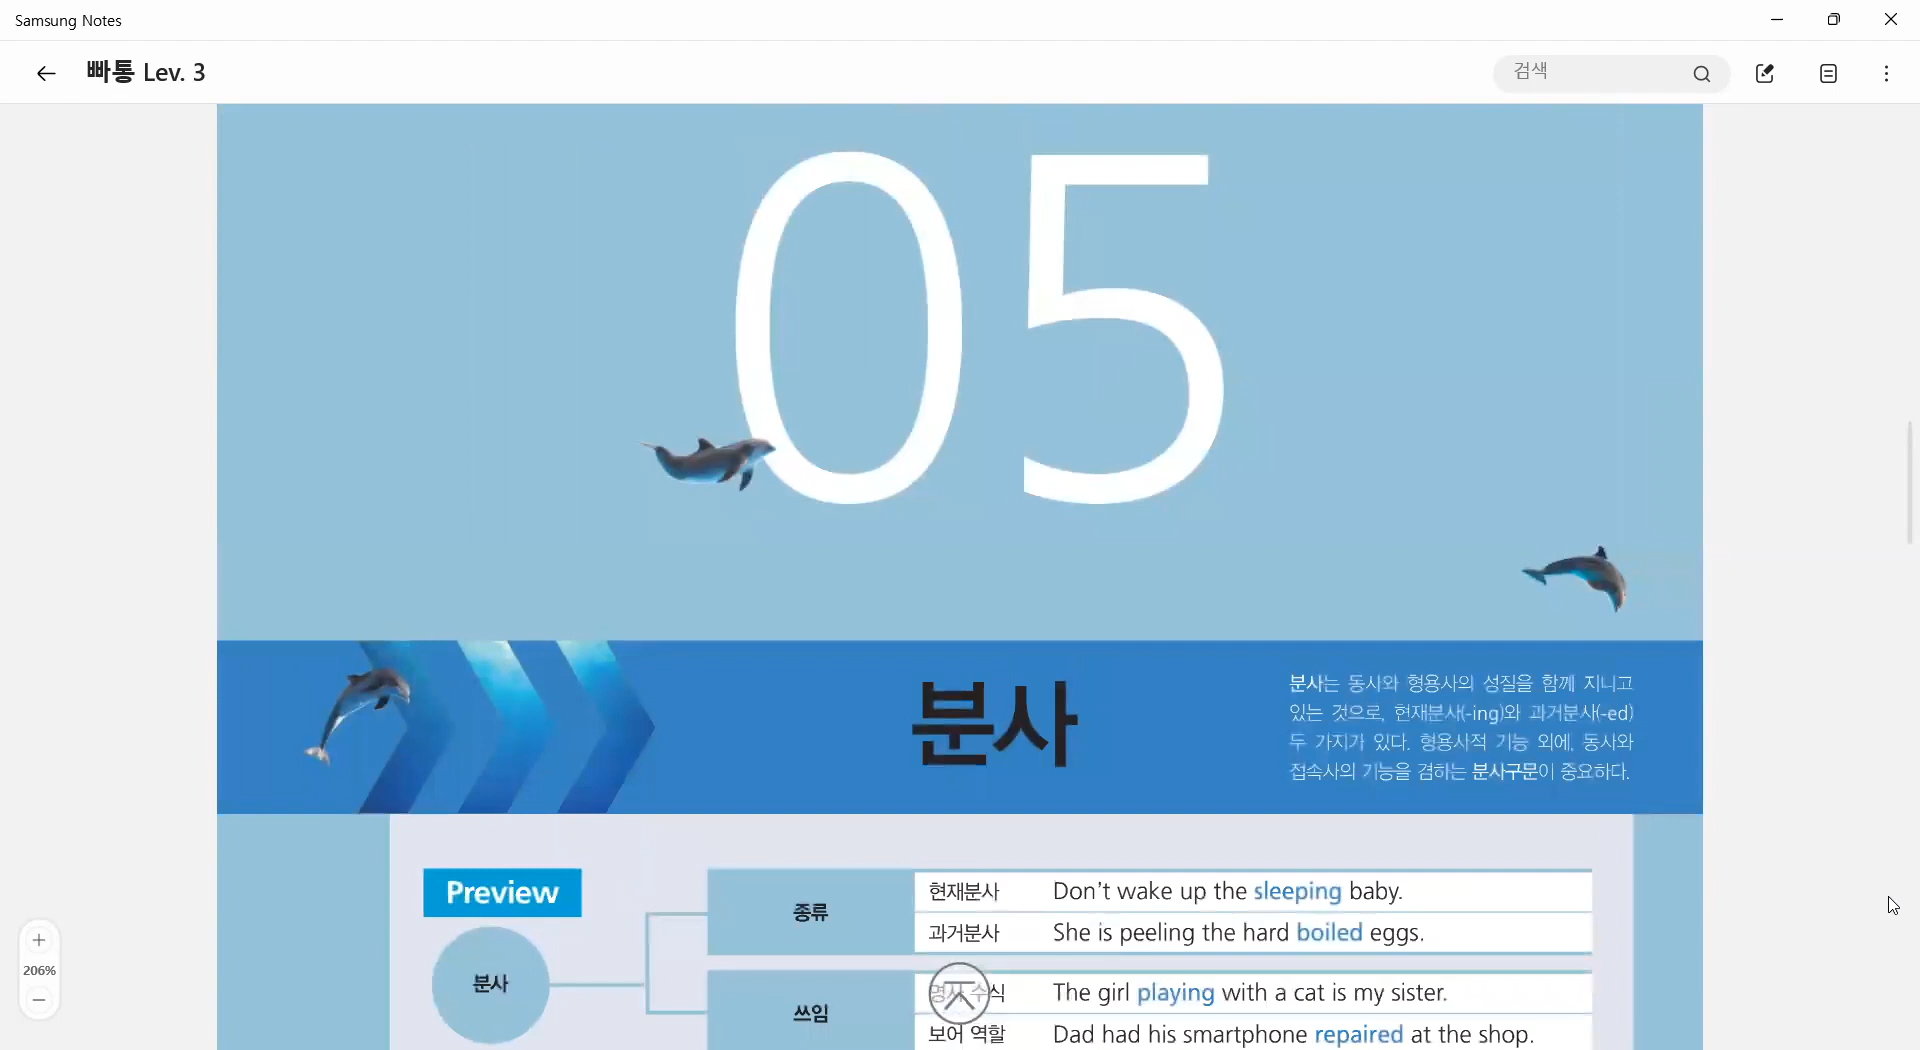 Samsung Notes
빠통 Lev. 3
검색
05
분사
분사는 동사와 형용사의 성질을 함께 지니고
있는 것으로, 현재분사(-ing)와 과거분사(-ed)
두 가지가 있다. 형용사적 기능 외에, 동사와
접속사의 기능을 겸하는 분사구문이 중요하다.
Preview
분사
종류
현재분사 Don't wake up the sleeping baby.
과거분사 She is peeling the hard boiled eggs.
쓰임
명사 수식 The girl playing with a cat is my sister.
보어 역할 Dad had his smartphone repaired at the shop.
206%